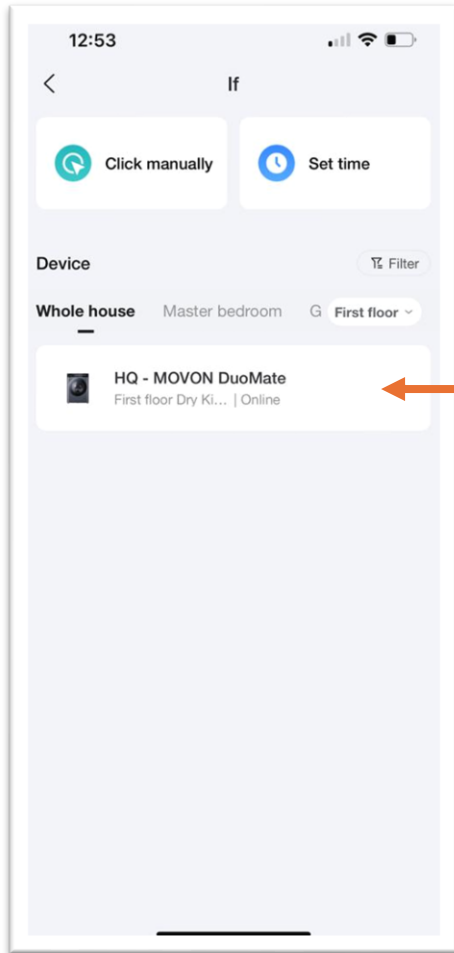 12:53
If
Click manually
Set time
Device
Filter
Whole house Master bedroom G First floor
HQ - MOVON DuoMate
First floor Dry Ki... | Online